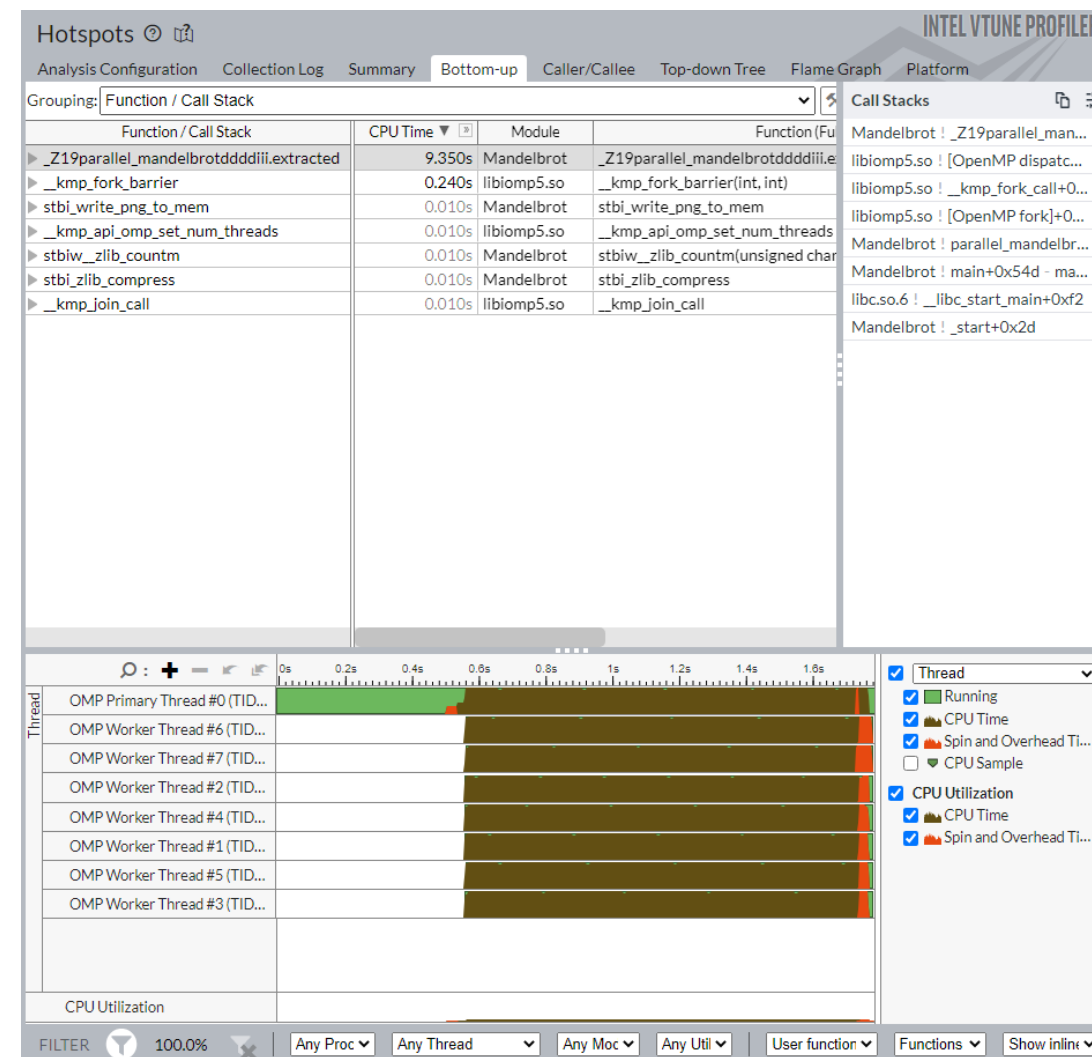 Hotspots
INTEL VTUNE PROFILER
Analysis Configuration Collection Log Summary Bottom-up Caller/Callee Top-down Tree Flame Graph Platform
Grouping: Function / Call Stack
Function / Call Stack CPU Time ▼ Module Function (Fu
_Z19parallel_mandelbrotddddiii.extracted 9.350s Mandelbrot _Z19parallel_mandelbrotddddiii.e
__kmp_fork_barrier 0.240s libiomp5.so __kmp_fork_barrier(int, int)
stbi_write_png_to_mem 0.010s Mandelbrot stbi_write_png_to_mem
__kmp_api_omp_set_num_threads 0.010s libiomp5.so __kmp_api_omp_set_num_threads
stbiw__zlib_countm 0.010s Mandelbrot stbiw__zlib_countm(unsigned char
stbi_zlib_compress 0.010s Mandelbrot stbi_zlib_compress
__kmp_join_call 0.010s libiomp5.so __kmp_join_call
Call Stacks
Mandelbrot ! _Z19parallel_man...
libiomp5.so ! [OpenMP dispatc...
libiomp5.so ! __kmp_fork_call+0...
libiomp5.so ! [OpenMP fork]+0...
Mandelbrot ! parallel_mandelbr...
Mandelbrot ! main+0x54d - ma...
libc.so.6 ! __libc_start_main+0xf2
Mandelbrot ! _start+0x2d
0s 0.2s 0.4s 0.6s 0.8s 1s 1.2s 1.4s 1.6s
Thread
OMP Primary Thread #0 (TID...
OMP Worker Thread #6 (TID...
OMP Worker Thread #7 (TID...
OMP Worker Thread #2 (TID...
OMP Worker Thread #4 (TID...
OMP Worker Thread #1 (TID...
OMP Worker Thread #5 (TID...
OMP Worker Thread #3 (TID...
CPU Utilization
Thread
Running
CPU Time
Spin and Overhead Ti...
CPU Sample
CPU Utilization
CPU Time
Spin and Overhead Ti...
FILTER 100.0% Any Proc Any Thread Any Moc Any Util User function Functions Show inline